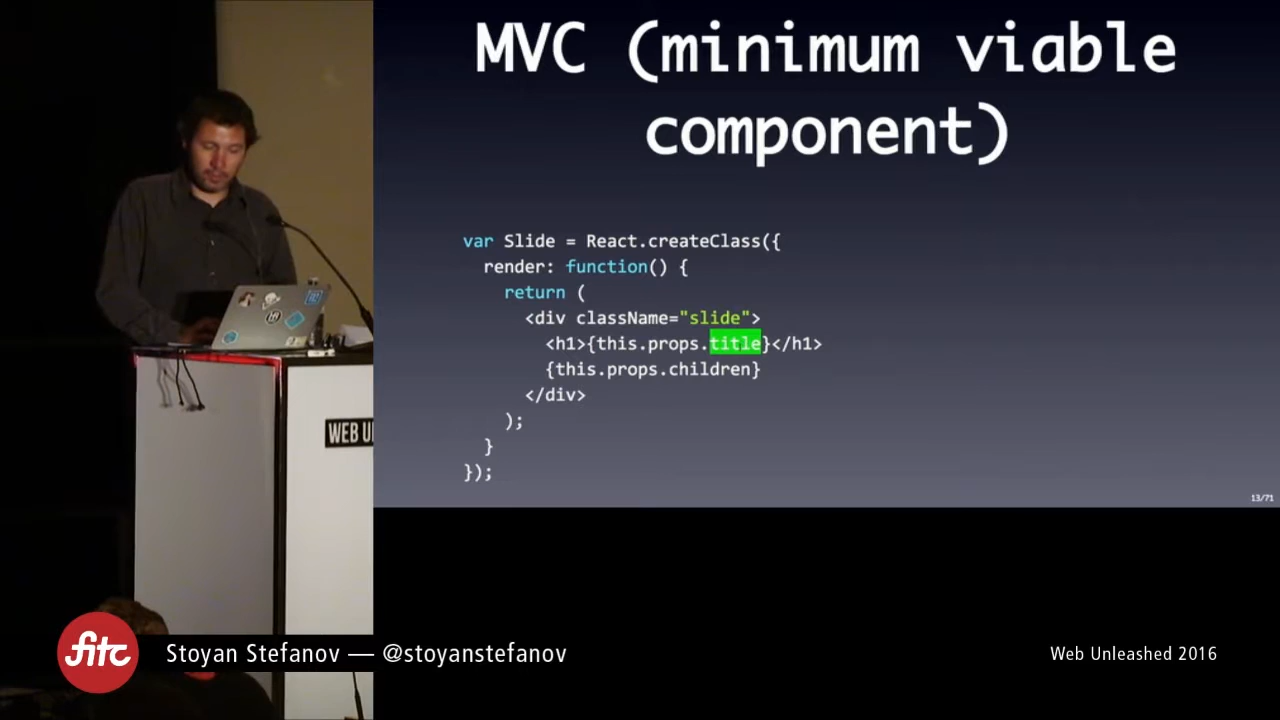 MVC (minimum viable
component)
var Slide = React.createClass({
  render: function() {
    return (
      <div className="slide">
        <h1>{this.props.title}</h1>
        {this.props.children}
      </div>
    );
  }
});
13/71
WEB U
fitc
Stoyan Stefanov — @stoyanstefanov
Web Unleashed 2016